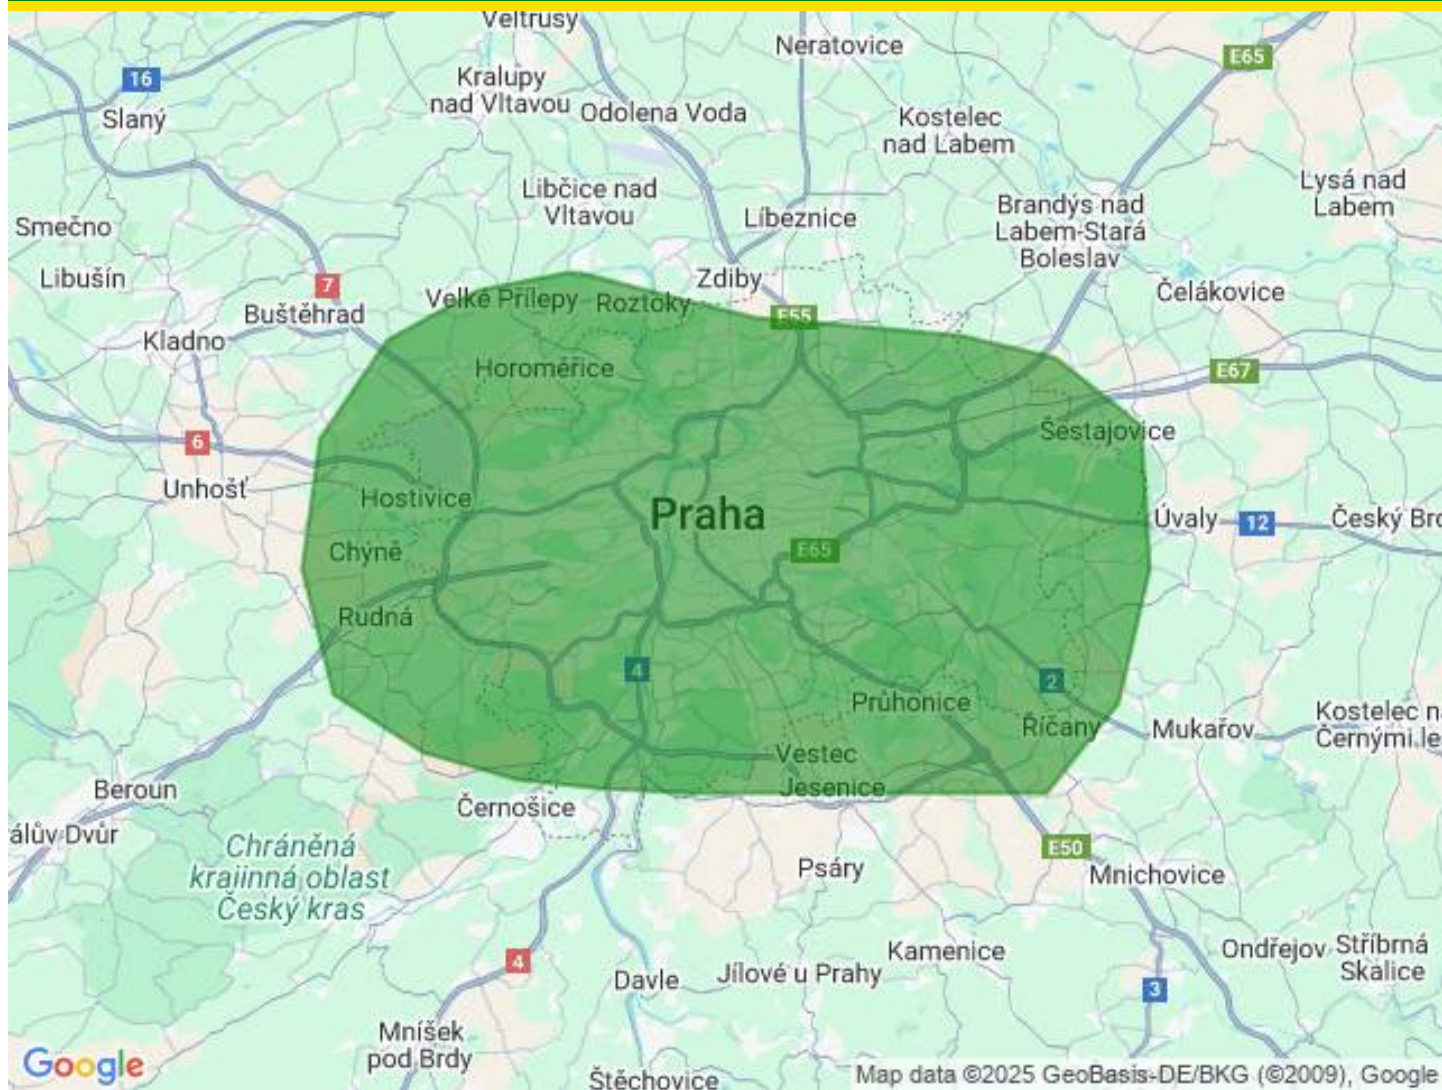 Veltrusy
Neratovice
E65
16
Kralupy
nad Vltavou
Odolena Voda
Slaný
Kostelec
nad Labem
Lysá nad
Labem
Libčice nad
Vltavou
Brandýs nad
Labem-Stará
Boleslav
Líbeznice
Smečno
Libušín
Zdiby
7
Čelákovice
Velké Přílepy
Roztoky
Buštěhrad
E55
Kladno
Horoměřice
E67
6
Šestajovice
Unhošť
Hostivice
Praha
Úvaly
12
Český Bro
Chýně
E65
Rudná
4
2
Průhonice
Kostelec n
Černými le
Říčany
Mukařov
Vestec
Jesenice
Beroun
Černošice
álův Dvůr
Chráněná
krajinná oblast
Český kras
E50
Psáry
Mnichovice
Kamenice
Ondřejov
Stříbrná
Skalice
4
Davle
Jílové u Prahy
3
Mníšek
pod Brdy
Google
Štěchovice
Map data ©2025 GeoBasis-DE/BKG (©2009), Google